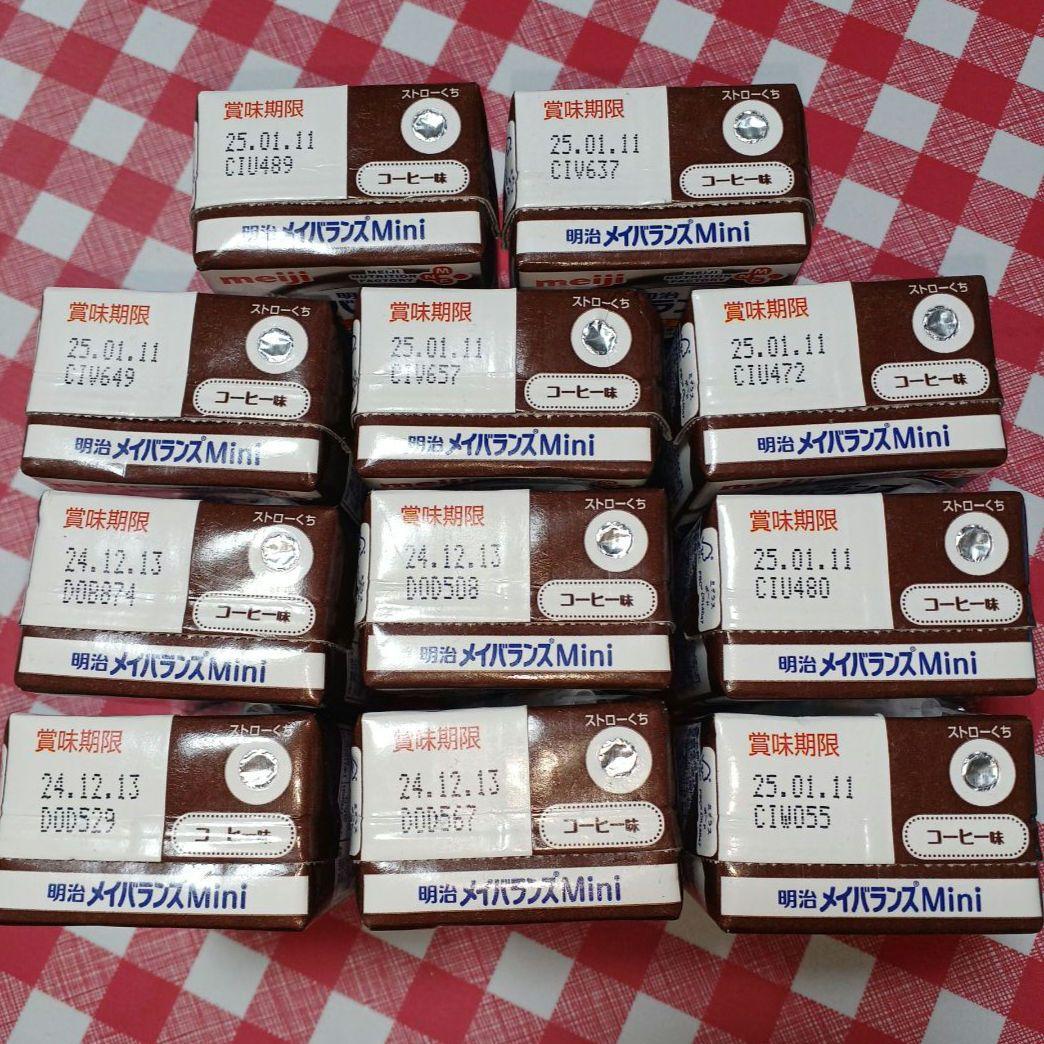 賞味期限
25.01.11
CIU489
ストローくち
コーヒー味
明治 メイバランスMini
meiji
MEIJI
NUTRITION
FACTORY
賞味期限
25.01.11
CIV637
ストローくち
コーヒー味
明治 メイバランスMini
meiji
MEIJI
NUTRITION
FACTORY
賞味期限
25.01.11
CIV649
ストローくち
コーヒー味
明治 メイバランスMini
賞味期限
25.01.11
CIV657
ストローくち
コーヒー味
明治 メイバランスMini
賞味期限
25.01.11
CIU472
ストローくち
コーヒー味
明治 メイバランスMini
賞味期限
24.12.13
DOB874
ストローくち
コーヒー味
明治 メイバランスMini
賞味期限
24.12.13
DOD508
ストローくち
コーヒー味
明治 メイバランスMini
賞味期限
25.01.11
CIU480
ストローくち
コーヒー味
明治 メイバランスMini
賞味期限
24.12.13
DOD529
ストローくち
コーヒー味
明治 メイバランスMini
賞味期限
24.12.13
DOD567
ストローくち
コーヒー味
明治 メイバランスMini
賞味期限
25.01.11
CIW055
ストローくち
コーヒー味
明治 メイバランスMini